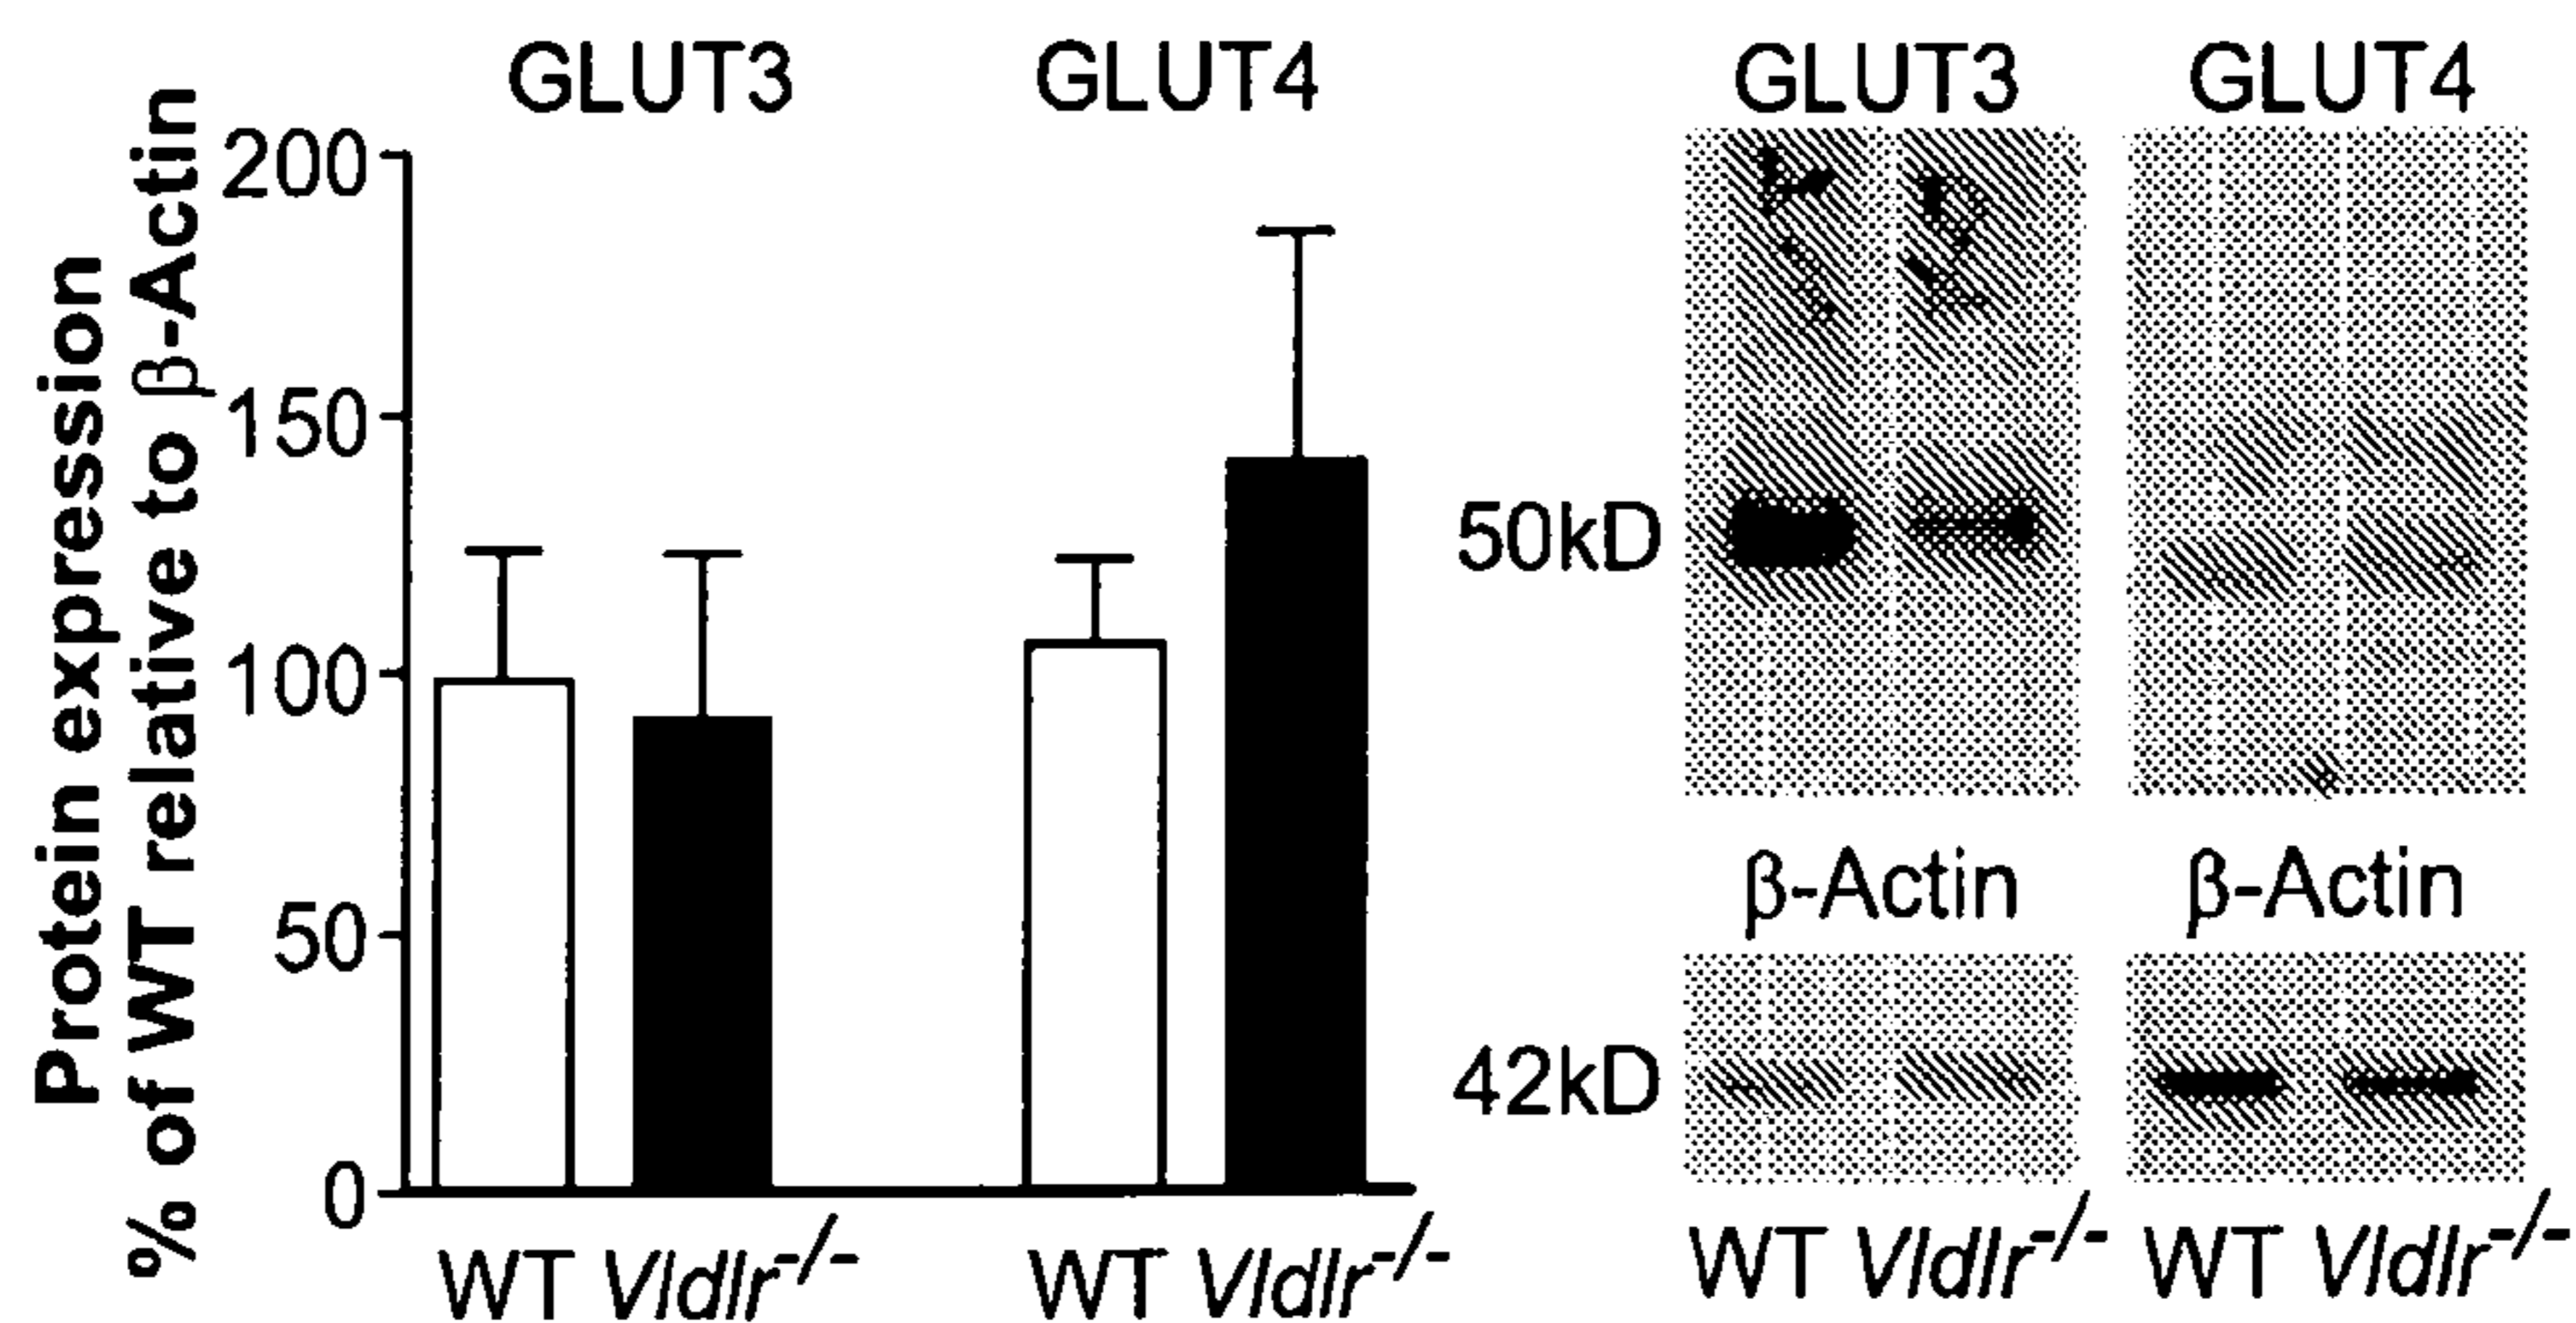 Protein expression
% of WT relative to β-Actin
GLUT3 GLUT4
200
150
100
50
0
WT Vldlr-/- WT Vldlr-/-
GLUT3 GLUT4
50kD
β-Actin β-Actin
42kD
WT Vldlr-/- WT Vldlr-/-